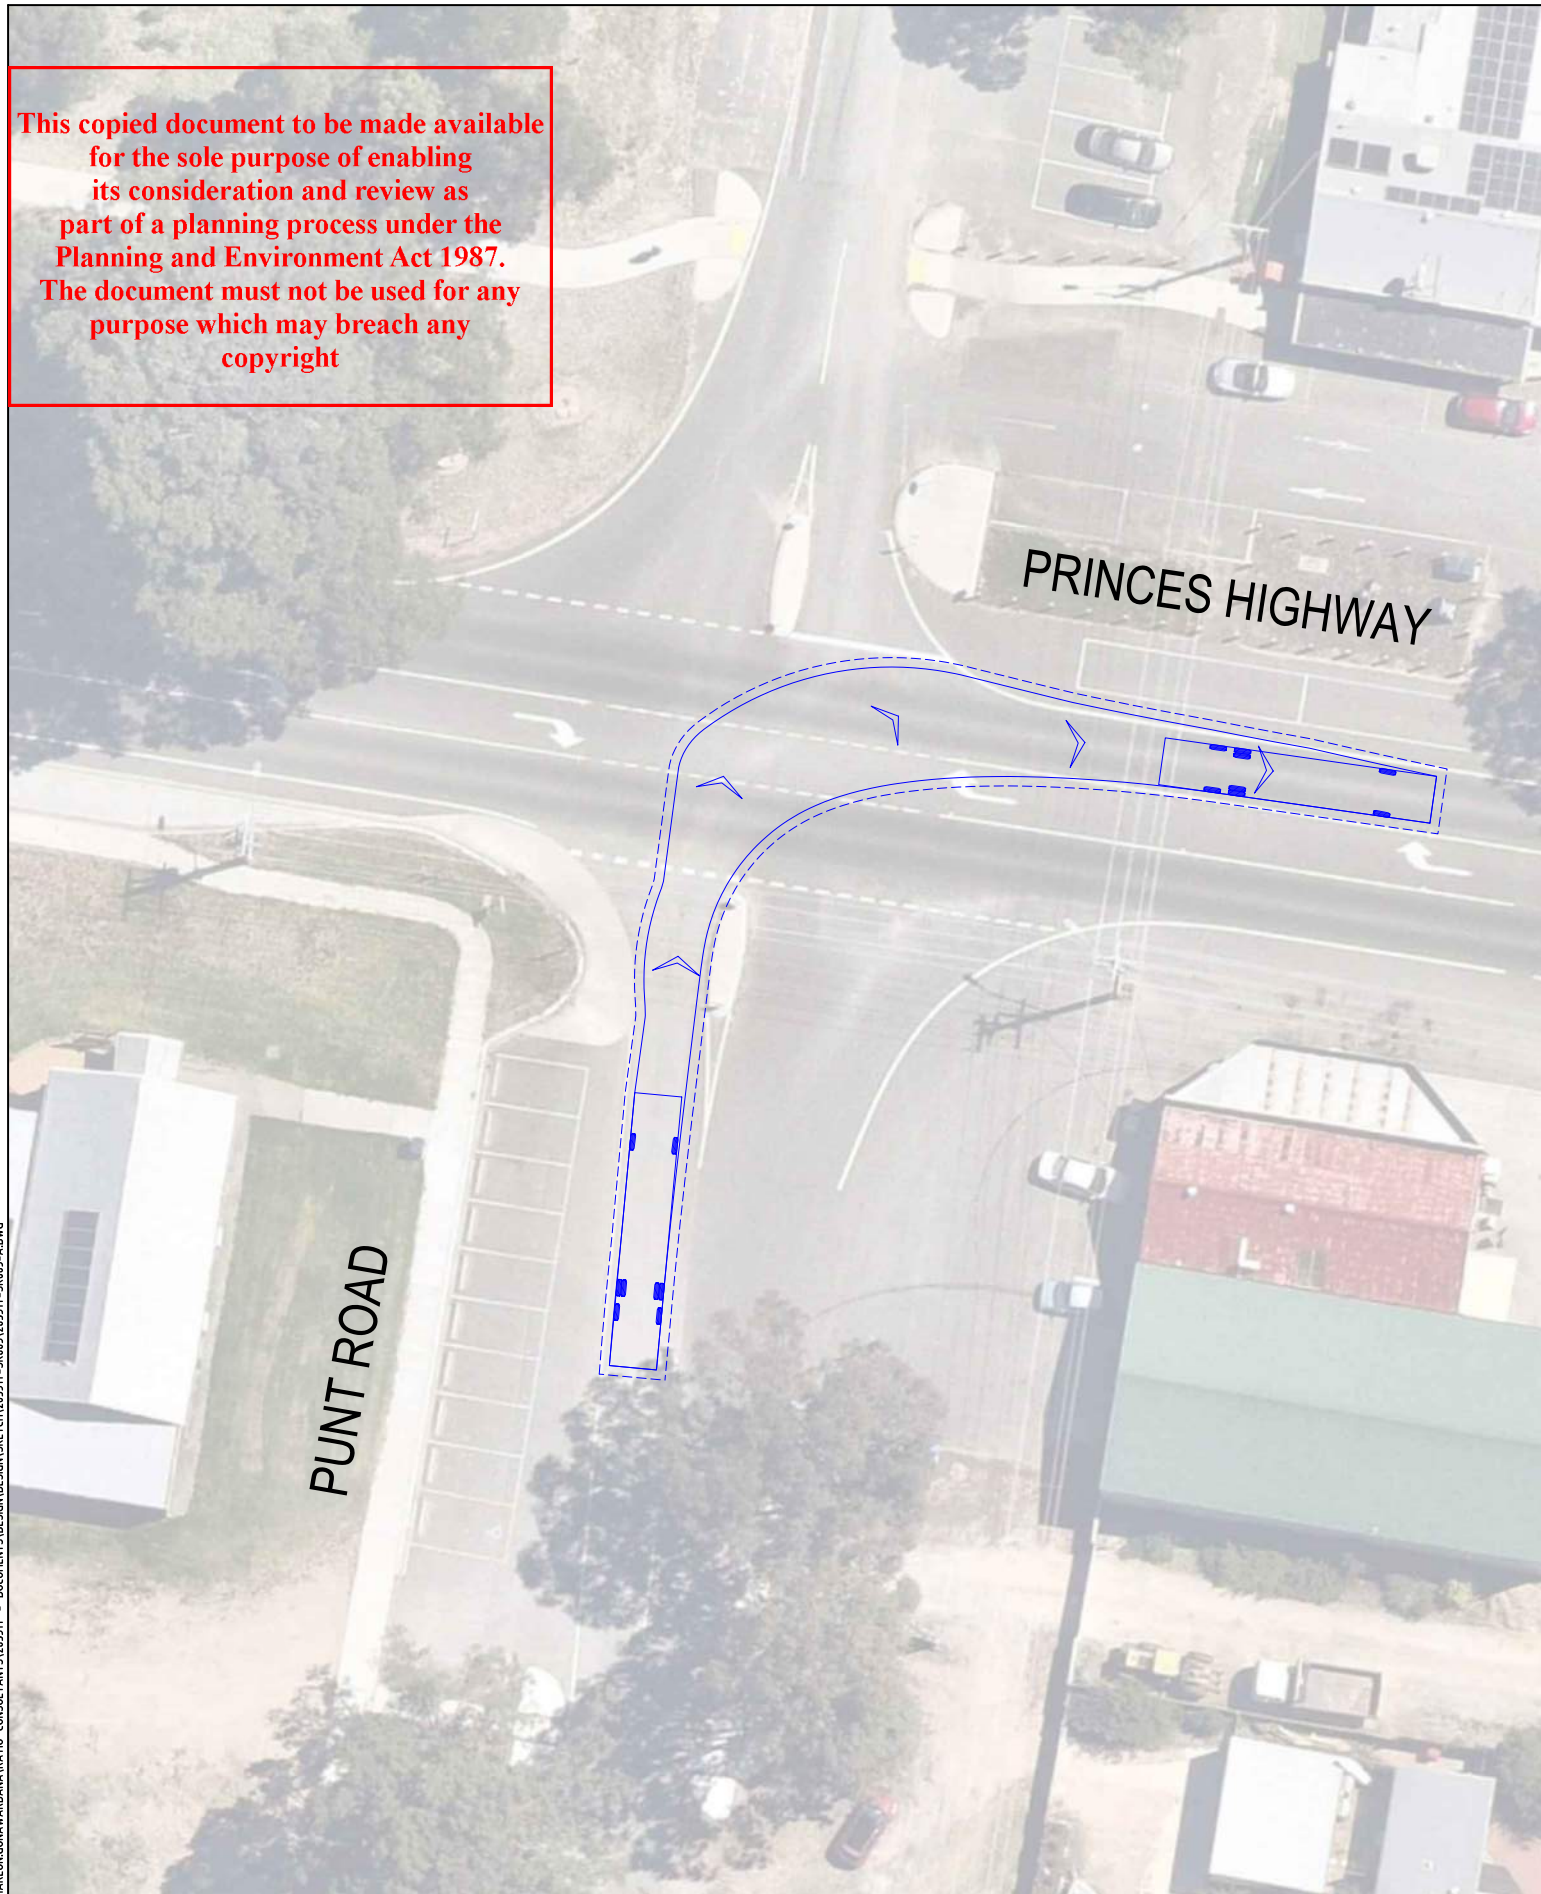 This copied document to be made available
for the sole purpose of enabling
its consideration and review as
part of a planning process under the
Planning and Environment Act 1987.
The document must not be used for any
purpose which may breach any
copyright
PRINCES HIGHWAY
PUNT ROAD